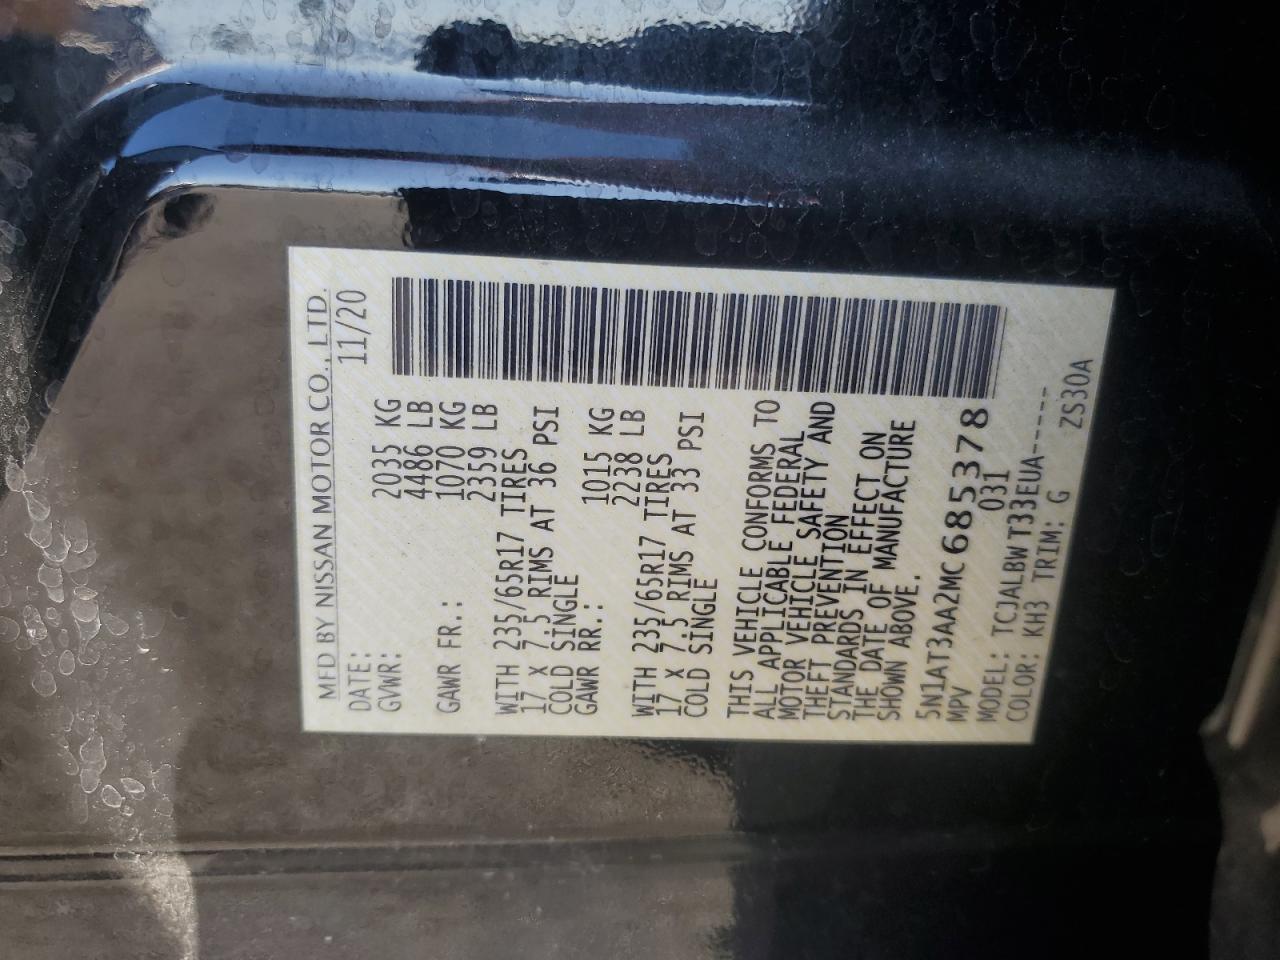 MFD BY NISSAN MOTOR CO., LTD.
DATE: 11/20
GVWR: 2035 KG
4486 LB
GAWR FR.: 1070 KG
2359 LB
WITH 235/65R17 TIRES
17 x 7.5 RIMS AT 36 PSI
COLD SINGLE
GAWR RR.: 1015 KG
2238 LB
WITH 235/65R17 TIRES
17 x 7.5 RIMS AT 33 PSI
COLD SINGLE
THIS VEHICLE CONFORMS TO
ALL APPLICABLE FEDERAL
MOTOR VEHICLE SAFETY AND
THEFT PREVENTION
STANDARDS IN EFFECT ON
THE DATE OF MANUFACTURE
SHOWN ABOVE.
5N1AT3AA2MC685378
MPV 031
MODEL: TCJALBWT33EUA-----
COLOR: KH3 TRIM: G ZS30A